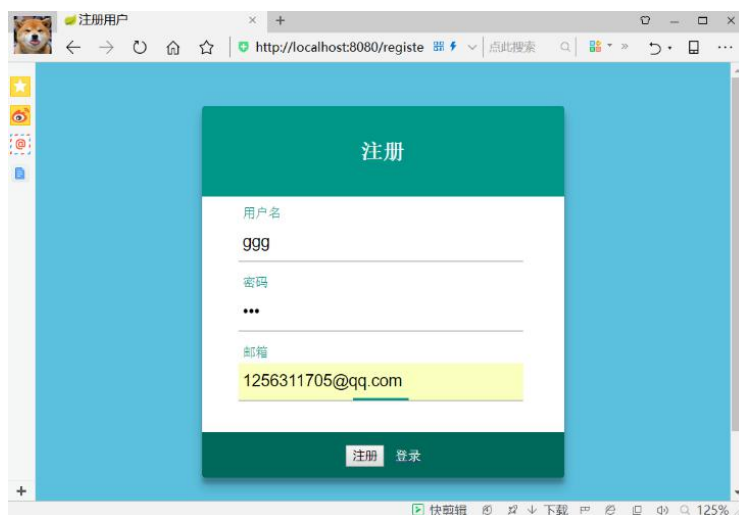 注册用户
http://localhost:8080/registe
点此搜索
注册
用户名
ggg
密码
•••
邮箱
1256311705@qq.com
注册 登录
快剪辑 下载 125%